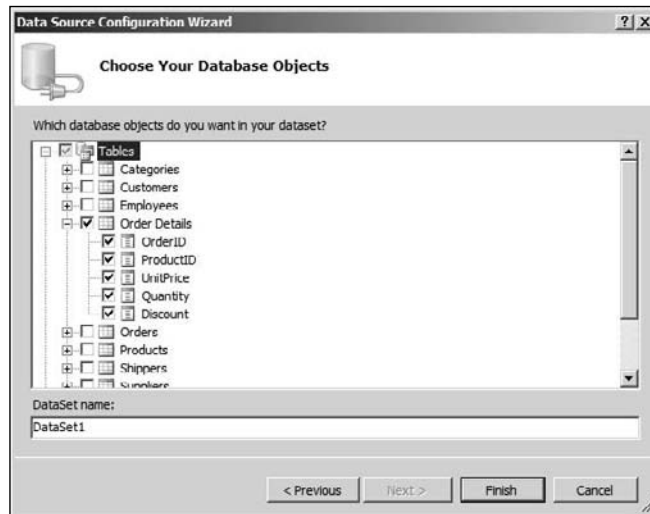 Data Source Configuration Wizard
Choose Your Database Objects
Which database objects do you want in your dataset?
Tables
Categories
Customers
Employees
Order Details
OrderID
ProductID
UnitPrice
Quantity
Discount
Orders
Products
Shippers
Suppliers
DataSet name:
DataSet1
< Previous Next > Finish Cancel